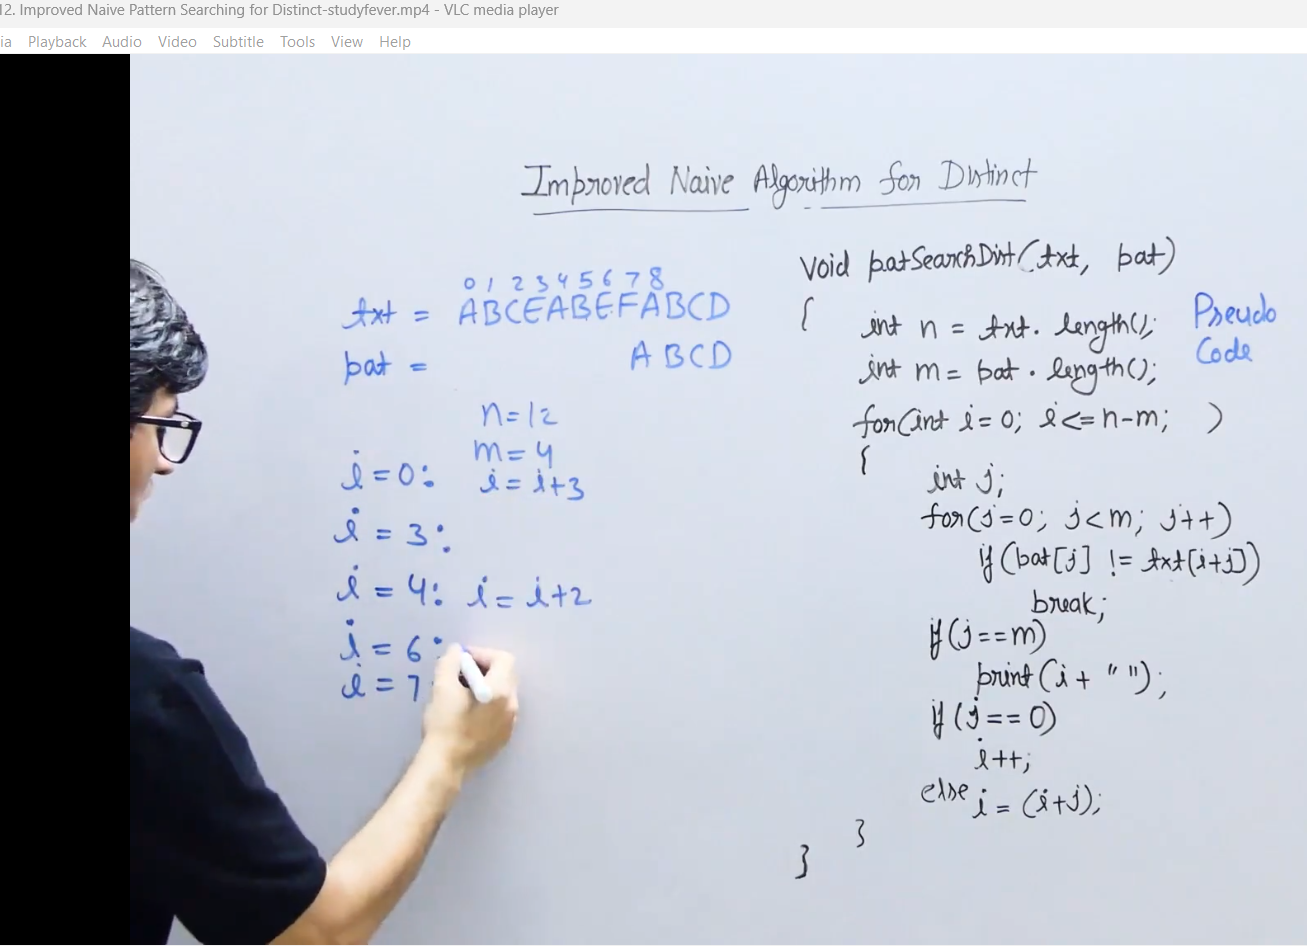 12. Improved Naive Pattern Searching for Distinct-studyfever.mp4 - VLC media player
ia Playback Audio Video Subtitle Tools View Help
Improved Naive Algorithm for Distinct
0 1 2 3 4 5 6 7 8
txt = ABCEABEFABCD
pat = ABCD
n=12
m=4
i=0: i=i+3
i=3:
i=4: i=i+2
i=6:
i=7
void patSearchDist(txt, pat)
{
int n = txt.length();
int m = pat.length();
Pseudo
Code
for(int i=0; i<=n-m; )
{
int j;
for(j=0; j<m; j++)
if(pat[j] != txt[i+j])
break;
if(j==m)
print(i+" ");
if(j==0)
i++;
else i=(i+j);
}
}